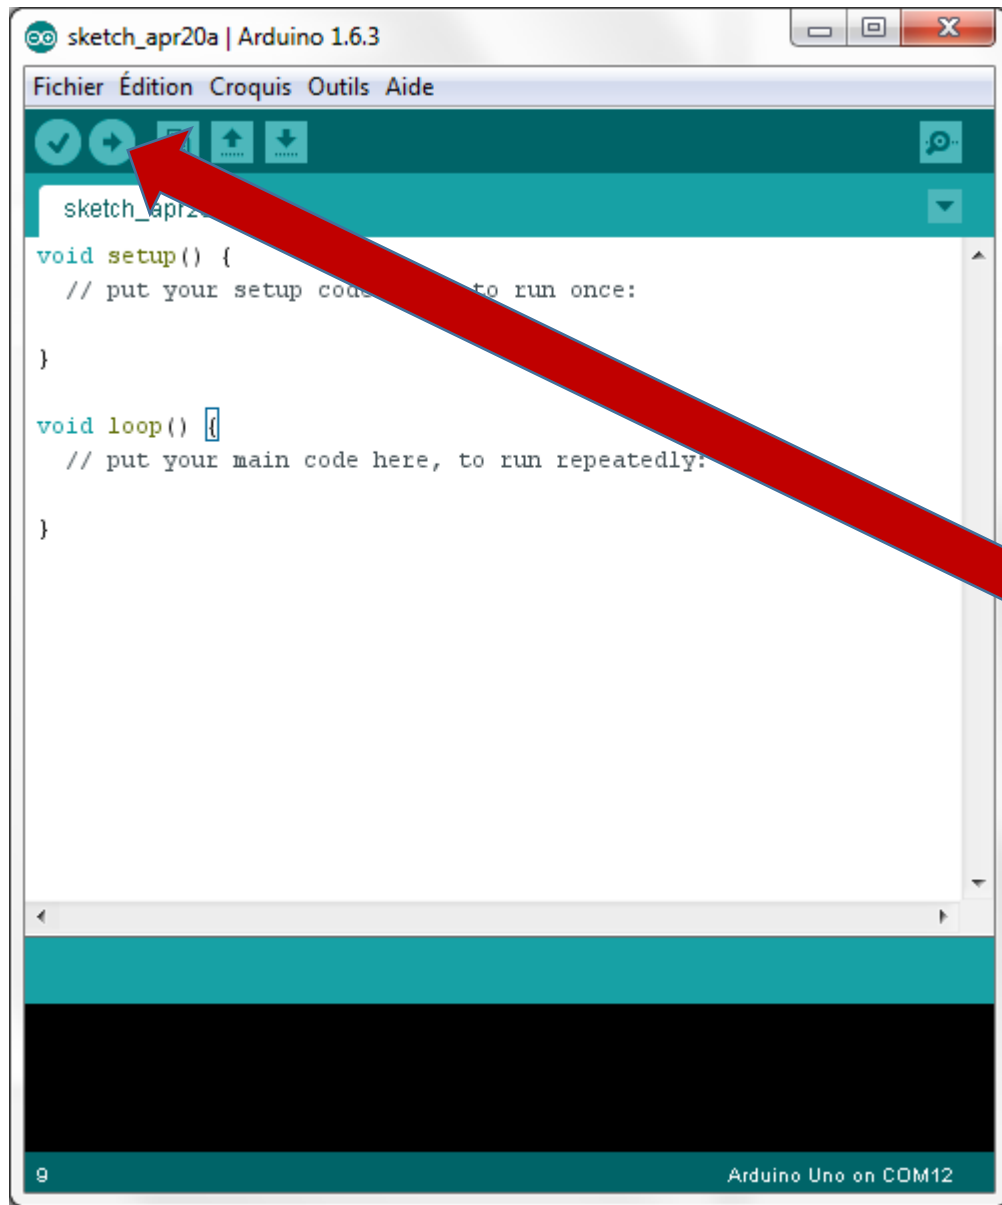 sketch_apr20a | Arduino 1.6.3
Fichier Édition Croquis Outils Aide
void setup() {
// put your setup to run once:
}
void loop() {
// put your main code here, to run repeatedly:
}
9
Arduino Uno on COM12